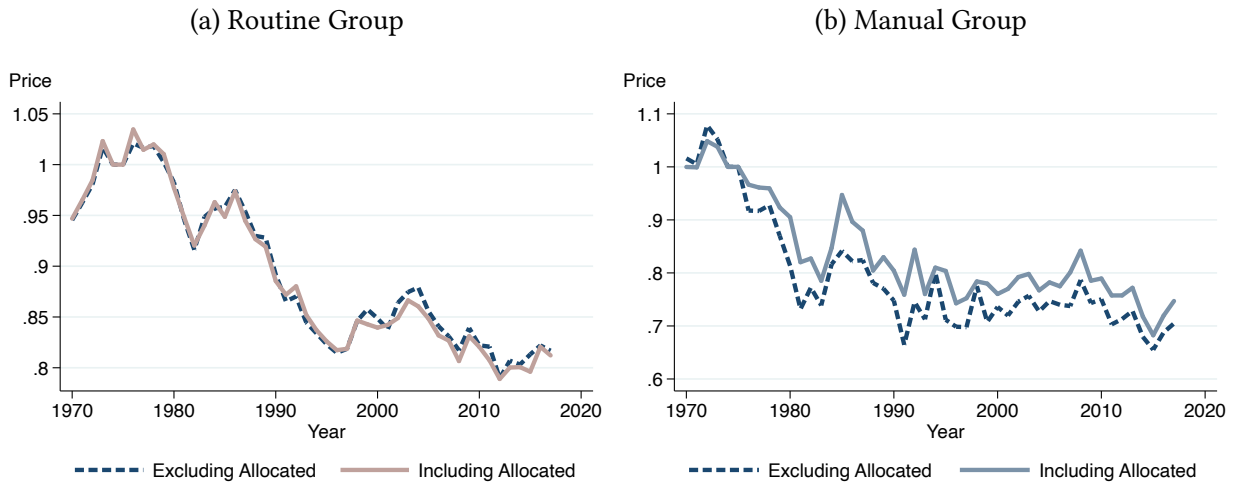 (a) Routine Group
Price
1.05
1
.95
.9
.85
.8
1970 1980 1990 2000 2010 2020
Year
Excluding Allocated Including Allocated
(b) Manual Group
Price
1.1
1
.9
.8
.7
.6
1970 1980 1990 2000 2010 2020
Year
Excluding Allocated Including Allocated